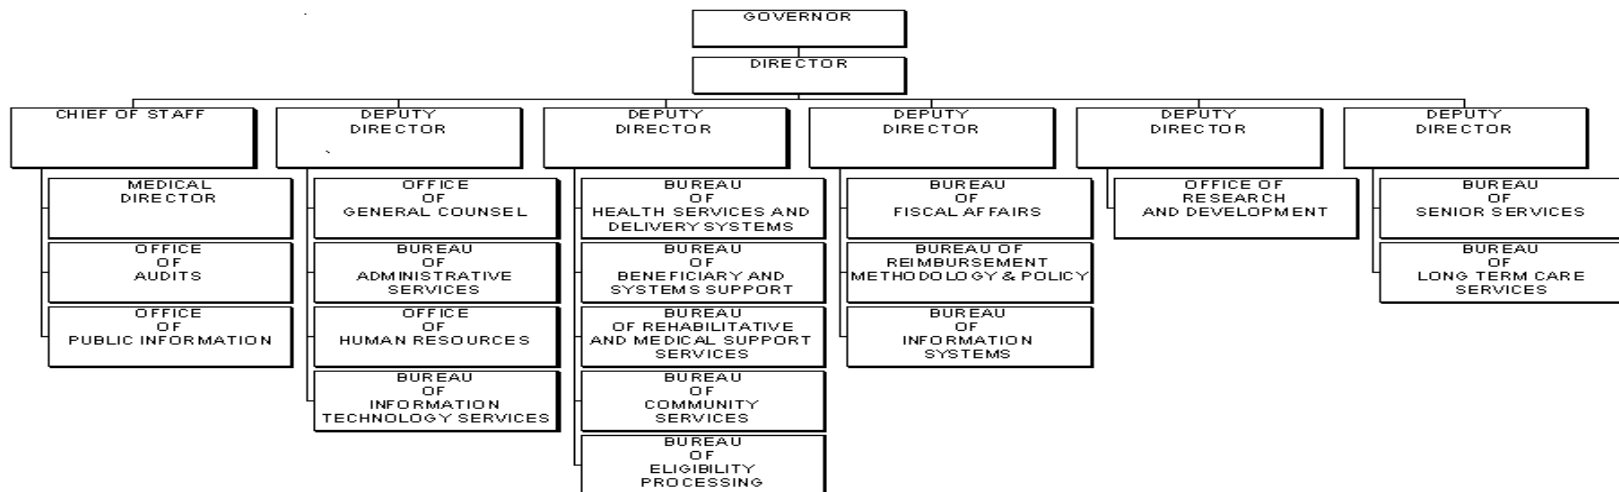 GOVERNOR
DIRECTOR
CHIEF OF STAFF
MEDICAL
DIRECTOR
OFFICE
OF
AUDITS
OFFICE
OF
PUBLIC INFORMATION
DEPUTY
DIRECTOR
OFFICE
OF
GENERAL COUNSEL
BUREAU
OF
ADMINISTRATIVE
SERVICES
OFFICE
OF
HUMAN RESOURCES
BUREAU
OF
INFORMATION
TECHNOLOGY SERVICES
DEPUTY
DIRECTOR
BUREAU
OF
HEALTH SERVICES AND
DELIVERY SYSTEMS
BUREAU
OF
BENEFICIARY AND
SYSTEMS SUPPORT
BUREAU
OF REHABILITATIVE
AND MEDICAL SUPPORT
SERVICES
BUREAU
OF
COMMUNITY
SERVICES
BUREAU
OF
ELIGIBILITY
PROCESSING
DEPUTY
DIRECTOR
BUREAU
OF
FISCAL AFFAIRS
BUREAU OF
REIMBURSEMENT
METHODOLOGY & POLICY
BUREAU
OF
INFORMATION
SYSTEMS
DEPUTY
DIRECTOR
OFFICE OF
RESEARCH
AND DEVELOPMENT
DEPUTY
DIRECTOR
BUREAU
OF
SENIOR SERVICES
BUREAU
OF
LONG TERM CARE
SERVICES